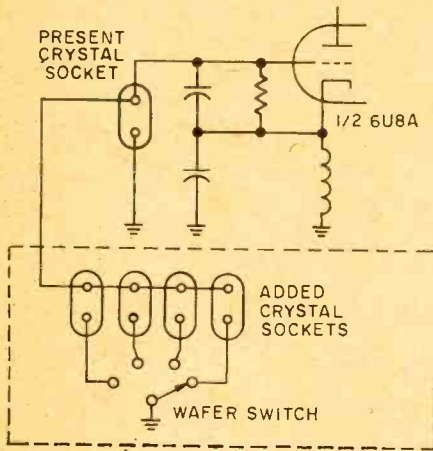 PRESENT
CRYSTAL
SOCKET
1/2 6U8A
ADDED
CRYSTAL
SOCKETS
WAFER SWITCH